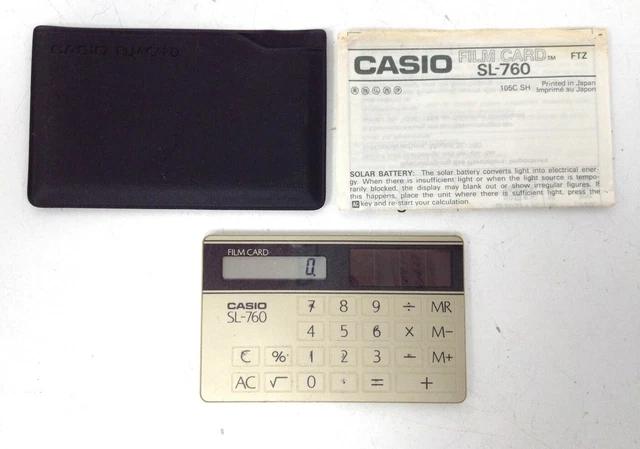 CASIO FILM CARD
CASIO FILM CARD TM FTZ
SL-760
105C SH Printed in Japan
Imprimé au Japon
SOLAR BATTERY: The solar battery converts light into electrical ener-
gy. When there is insufficient light or when the light source is tempo-
rarily blocked, the display may blank out or show irregular figures. If
this happens, place the unit where there is sufficient light, press the
AC key and re-start your calculation.
FILM CARD
0.
CASIO
SL-760
7 8 9 ÷ MR
4 5 6 × M−
C % 1 2 3 − M+
AC √ 0 · = +